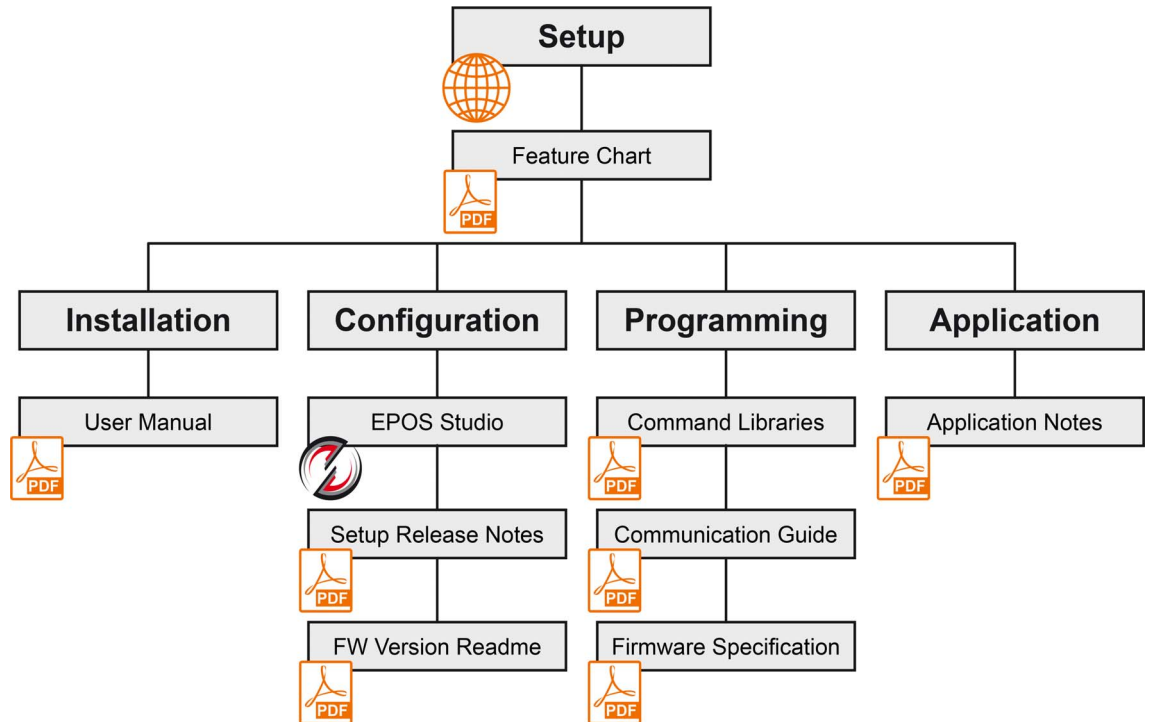 Setup
Feature Chart
PDF
Installation
Configuration
Programming
Application
User Manual
EPOS Studio
Command Libraries
Application Notes
PDF
PDF
PDF
Setup Release Notes
Communication Guide
PDF
PDF
FW Version Readme
Firmware Specification
PDF
PDF